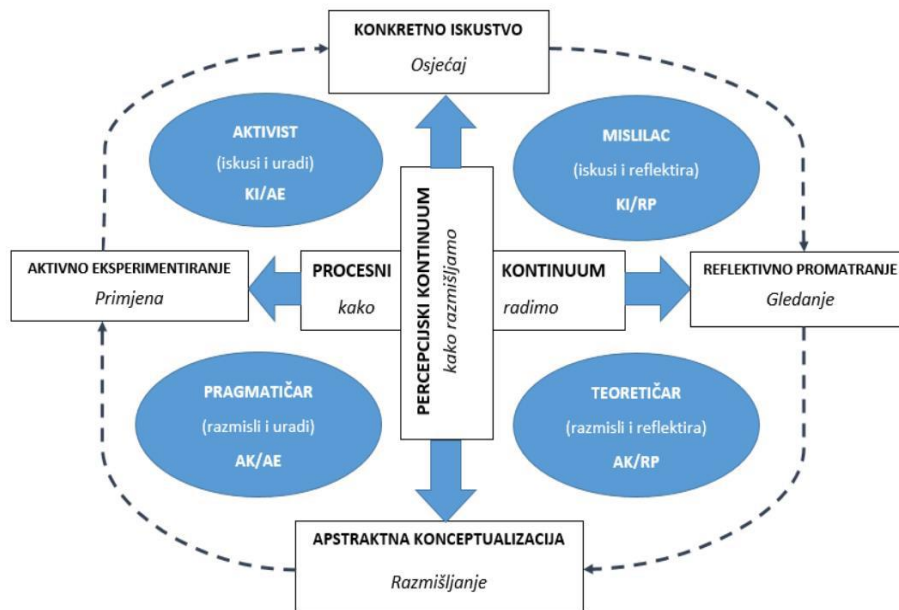 KONKRETNO ISKUSTVO
Osjećaj
AKTIVIST
(iskusi i uradi)
KI/AE
MISLILAC
(iskusi i reflektira)
KI/RP
AKTIVNO EKSPERIMENTIRANJE
Primjena
PROCESNI
kako
PERCEPCIJSKI KONTINUUM
kako razmišljamo
KONTINUUM
radimo
REFLEKTIVNO PROMATRANJE
Gledanje
PRAGMATIČAR
(razmisli i uradi)
AK/AE
TEORETIČAR
(razmisli i reflektira)
AK/RP
APSTRAKTNA KONCEPTUALIZACIJA
Razmišljanje